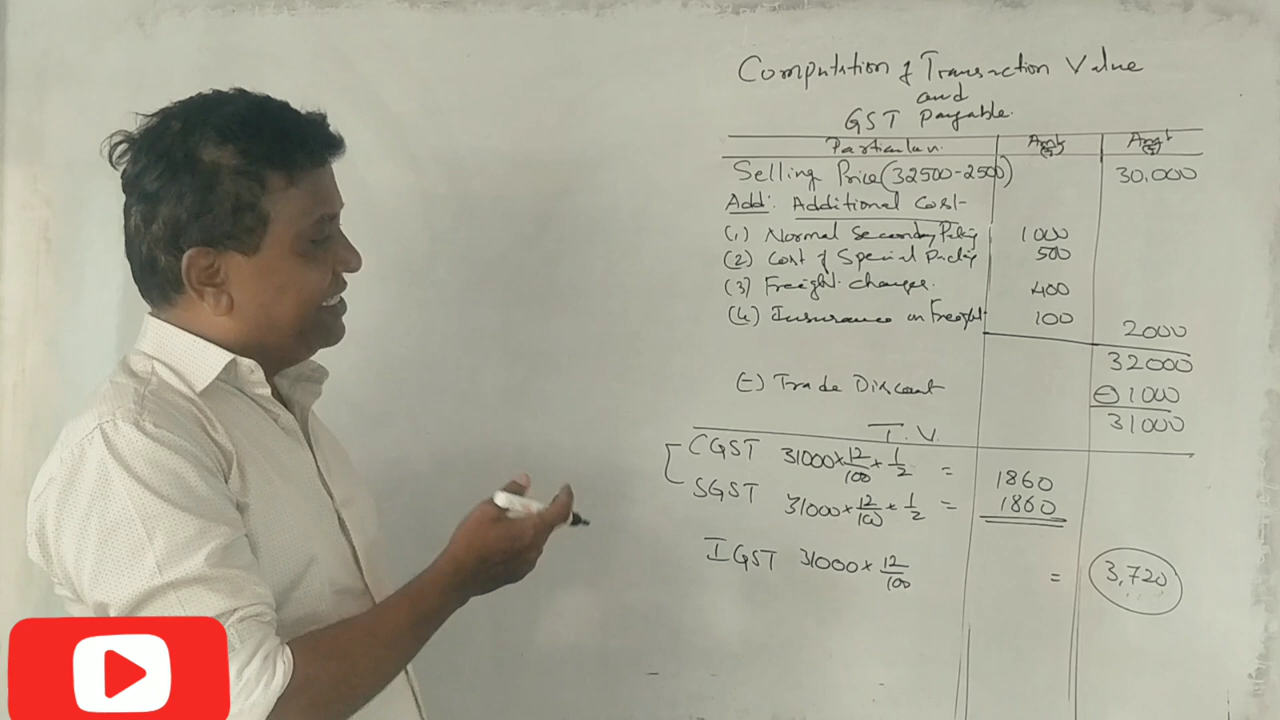 Computation of Transaction Value
and
GST Payable.
Particulars. Amt (₹) Amt (₹)
Selling Price (32500-2500) 30,000
Add: Additional Cost-
(1) Normal Secondary Packing 1000
(2) Cost of Special Packing 500
(3) Freight charges. 400
(4) Insurance on Freight 100 2000
32000
(-) Trade Discount (-) 1000
T.V. 31000
CGST 31000 × 12/100 × 1/2 = 1860
SGST 31000 × 12/100 × 1/2 = 1860
IGST 31000 × 12/100 = 3,720